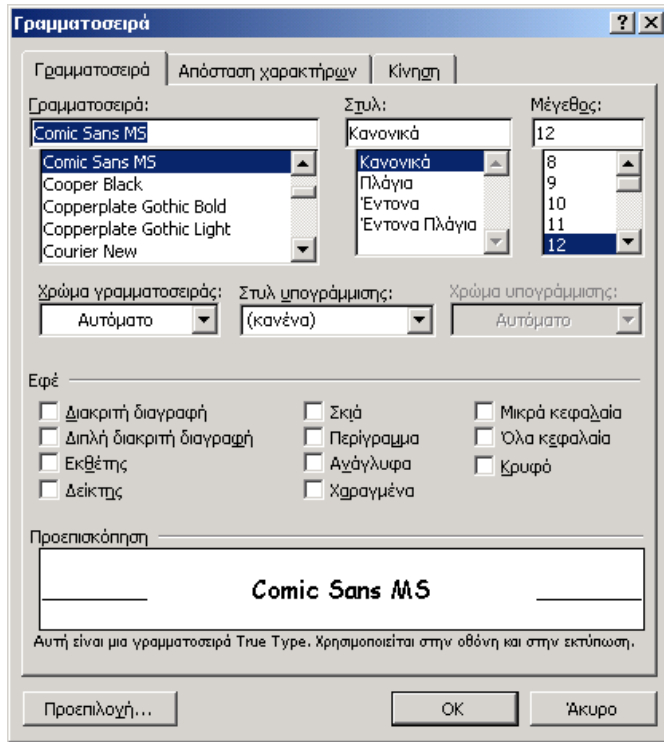 Γραμματοσειρά
Γραμματοσειρά Απόσταση χαρακτήρων Κίνηση
Γραμματοσειρά: Στυλ: Μέγεθος:
Comic Sans MS Κανονικά 12
Comic Sans MS Κανονικά 8
Cooper Black Πλάγια 9
Copperplate Gothic Bold Έντονα 10
Copperplate Gothic Light Έντονα Πλάγια 11
Courier New 12
Χρώμα γραμματοσειράς: Στυλ υπογράμμισης: Χρώμα υπογράμμισης:
Αυτόματο (κανένα) Αυτόματο
Εφέ
Διακριτή διαγραφή Σκιά Μικρά κεφαλαία
Διπλή διακριτή διαγραφή Περίγραμμα Όλα κεφαλαία
Εκθέτης Ανάγλυφα Κρυφό
Δείκτης Χαραγμένα
Προεπισκόπηση
Comic Sans MS
Αυτή είναι μια γραμματοσειρά True Type. Χρησιμοποιείται στην οθόνη και στην εκτύπωση.
Προεπιλογή... OK Άκυρο